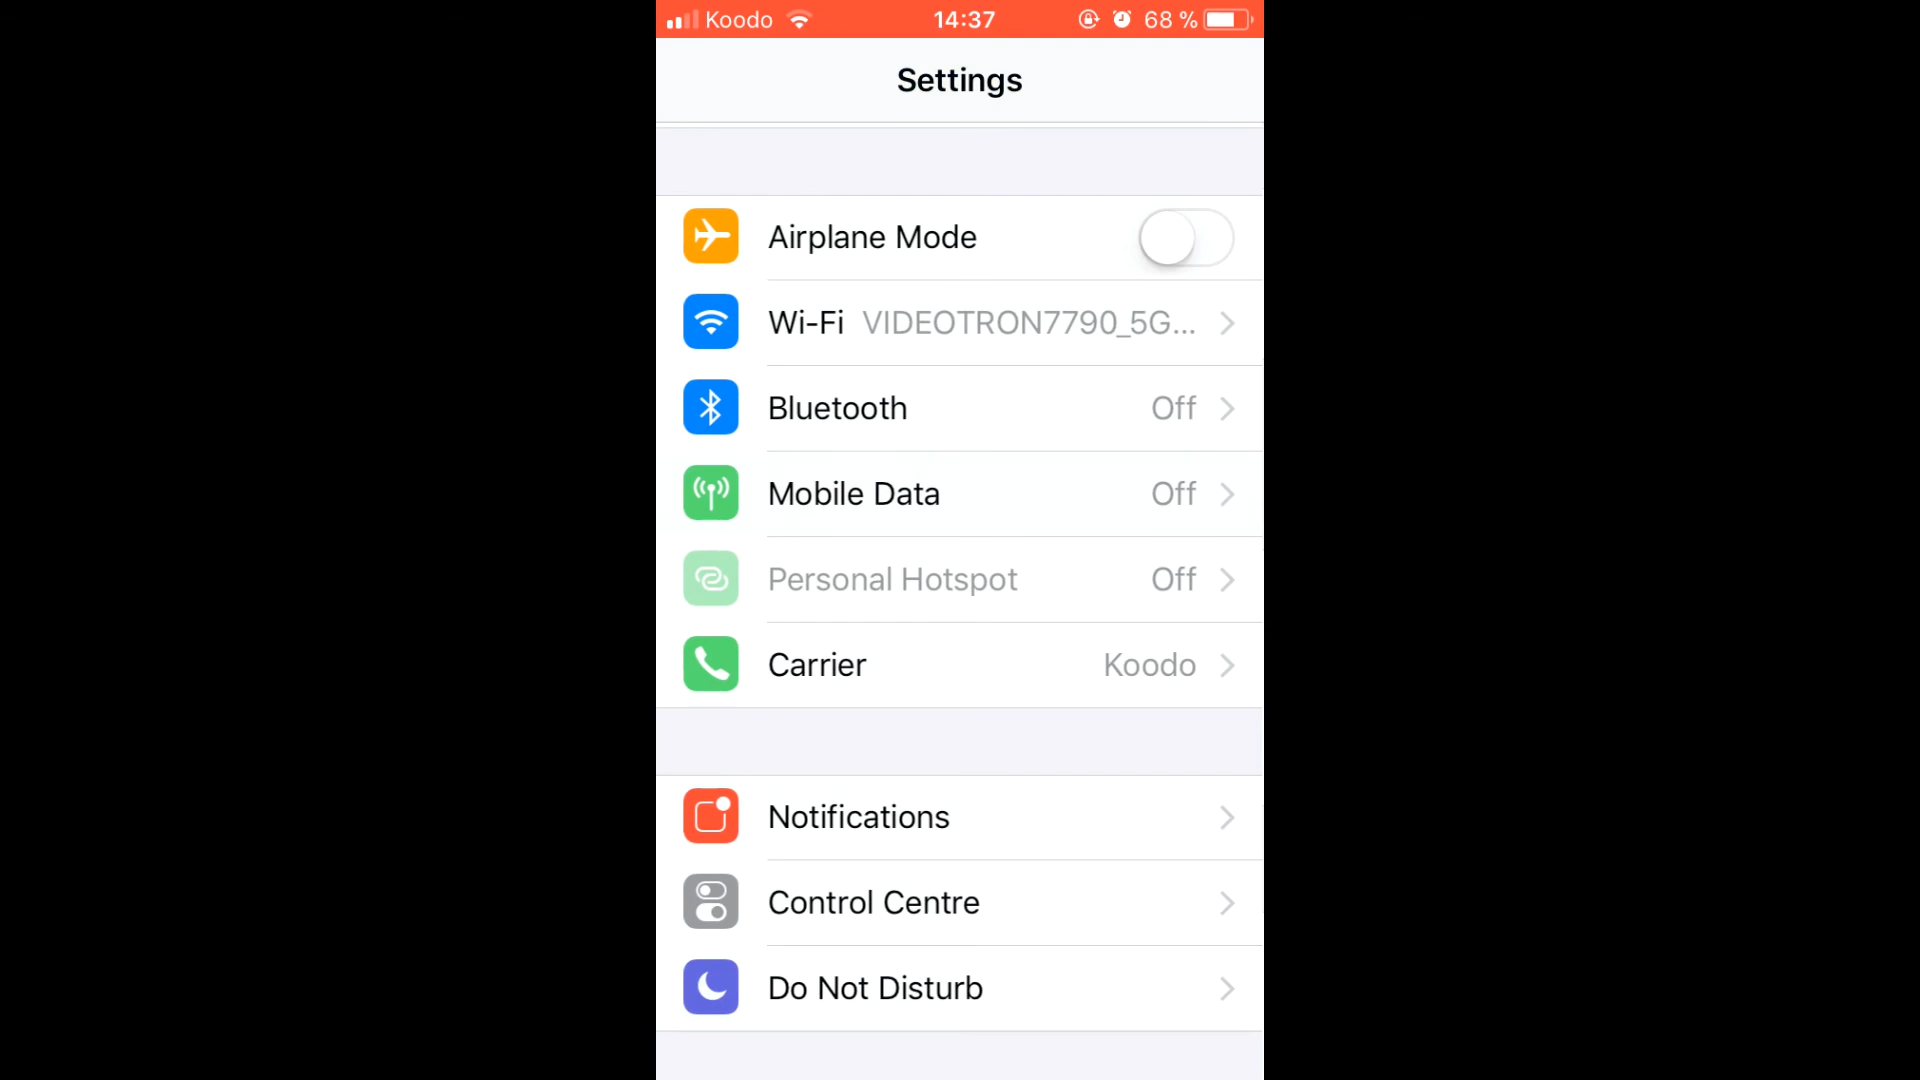 Koodo 14:37 68 %
Settings
Airplane Mode
Wi-Fi VIDEOTRON7790_5G...
Bluetooth Off
Mobile Data Off
Personal Hotspot Off
Carrier Koodo
Notifications
Control Centre
Do Not Disturb